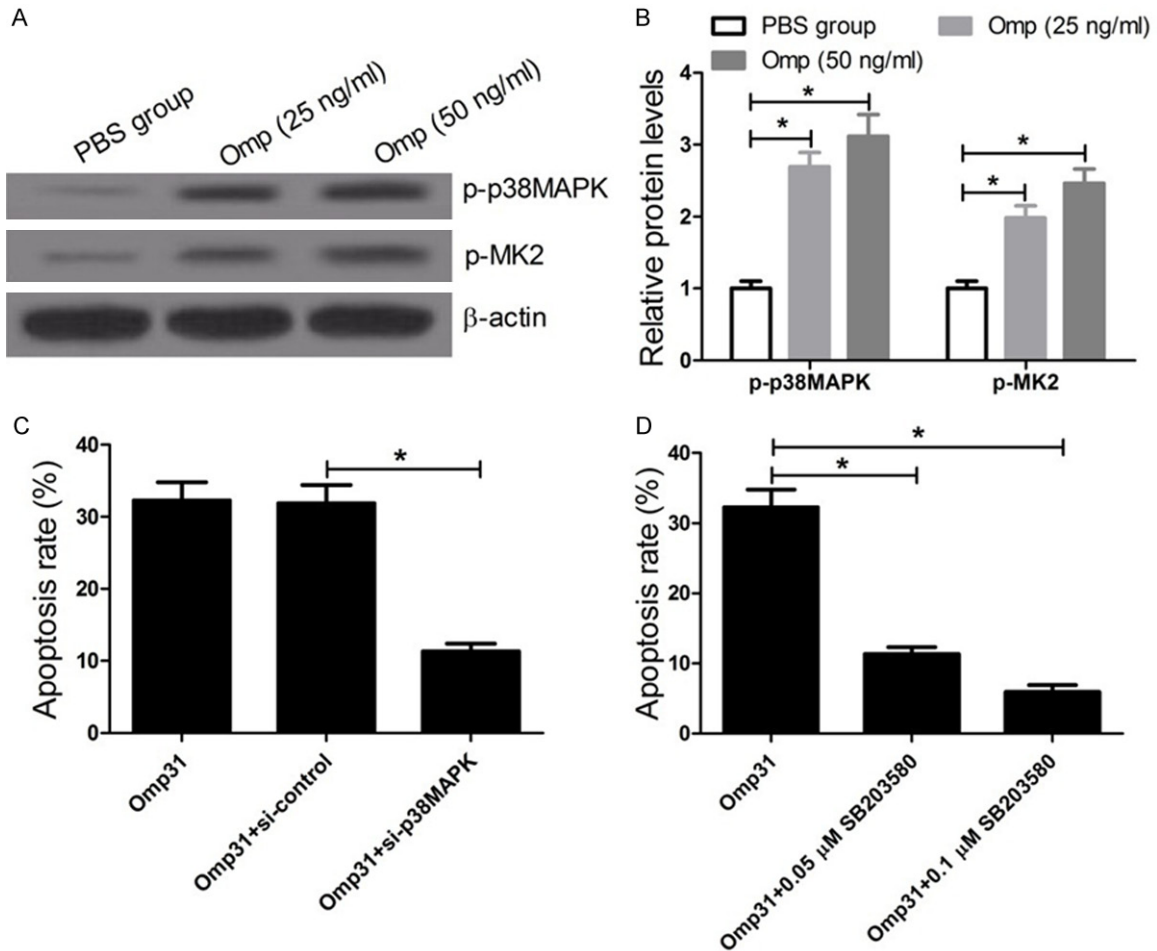 A
PBS group
Omp (25 ng/ml)
Omp (50 ng/ml)
p-p38MAPK
p-MK2
β-actin
B
PBS group
Omp (25 ng/ml)
Omp (50 ng/ml)
Relative protein levels
4
3
2
1
0
*
*
*
*
p-p38MAPK
p-MK2
C
Apoptosis rate (%)
40
30
20
10
0
*
Omp31
Omp31+si-control
Omp31+si-p38MAPK
D
Apoptosis rate (%)
40
30
20
10
0
*
*
Omp31
Omp31+0.05 μM SB203580
Omp31+0.1 μM SB203580